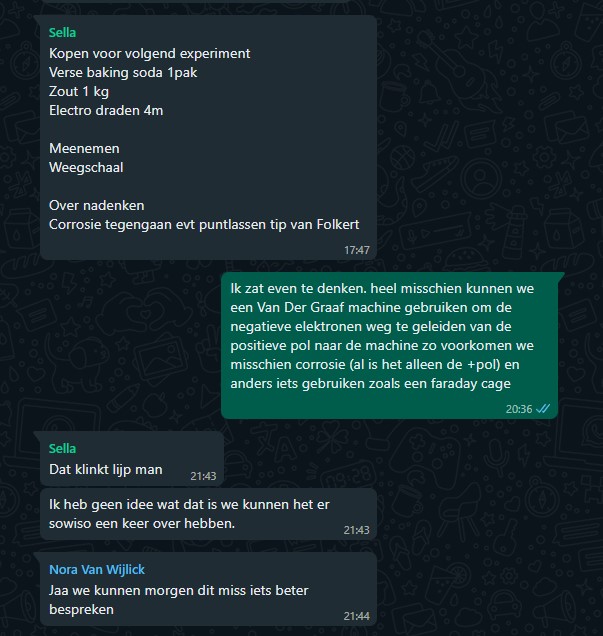 Sella
Kopen voor volgend experiment
Verse baking soda 1pak
Zout 1 kg
Electro draden 4m
Meenemen
Weegschaal
Over nadenken
Corrosie tegengaan evt puntlassen tip van Folkert
17:47
Ik zat even te denken. heel misschien kunnen we
een Van Der Graaf machine gebruiken om de
negatieve elektronen weg te geleiden van de
positieve pol naar de machine zo voorkomen we
misschien corrosie (al is het alleen de +pol) en
anders iets gebruiken zoals een faraday cage
20:36
Sella
Dat klinkt lijp man
21:43
Ik heb geen idee wat dat is we kunnen het er
sowiso een keer over hebben.
21:43
Nora Van Wijlick
Jaa we kunnen morgen dit miss iets beter
bespreken
21:44